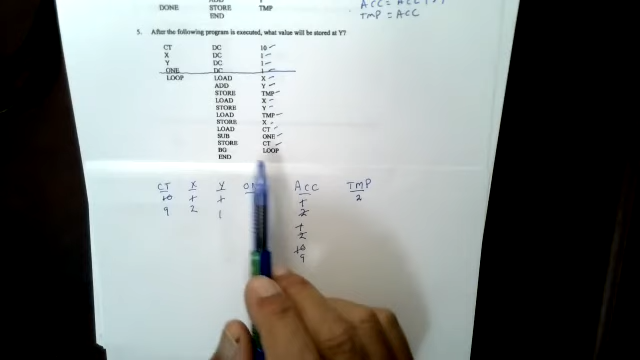 ACC = ACC
DONE STORE TMP TMP = ACC
END
5. After the following program is executed, what value will be stored at Y?
CT DC 10
X DC 1
Y DC 1
ONE DC 1
LOOP LOAD X
ADD Y
STORE TMP
LOAD X
STORE Y
LOAD TMP
STORE X
LOAD CT
SUB ONE
STORE CT
BG LOOP
END
CT X Y ACC TMP
10 1 1 1 2
9 2 1 2
1
2
10
9